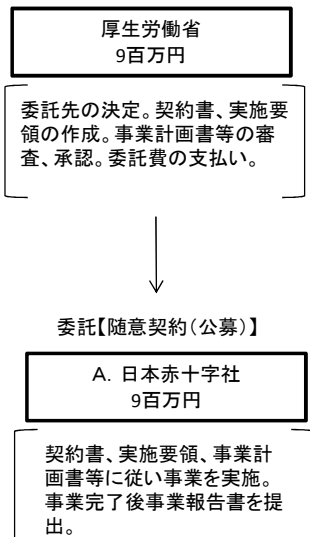 厚生労働省
9百万円
委託先の決定。契約書、実施要
領の作成。事業計画書等の審
査、承認。委託費の支払い。
委託【随意契約（公募）】
A．日本赤十字社
9百万円
契約書、実施要領、事業計
画書等に従い事業を実施。
事業完了後事業報告書を提
出。